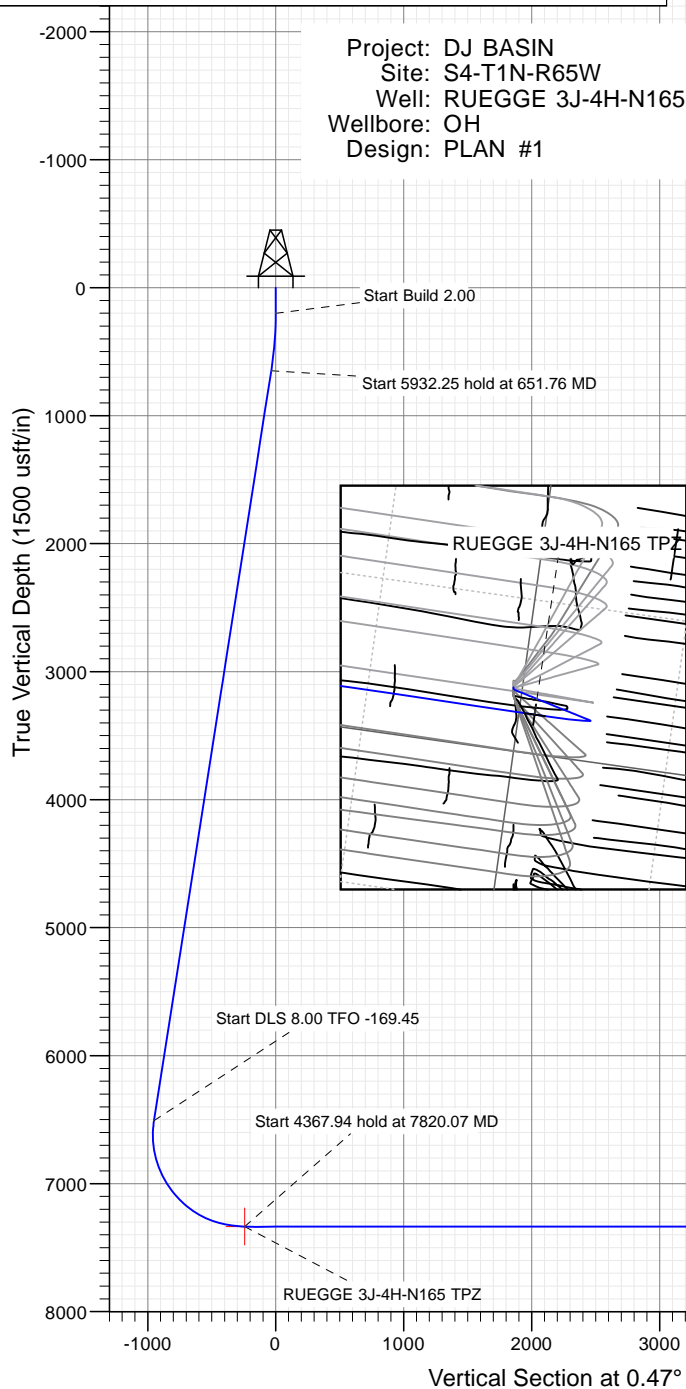 Project: DJ BASIN
Site: S4-T1N-R65W
Well: RUEGGE 3J-4H-N165
Wellbore: OH
Design: PLAN #1
-2000
-1000
0
1000
2000
3000
4000
5000
6000
7000
8000
True Vertical Depth (1500 usft/in)
Start Build 2.00
Start 5932.25 hold at 651.76 MD
RUEGGE 3J-4H-N165 TPZ
Start DLS 8.00 TFO -169.45
Start 4367.94 hold at 7820.07 MD
RUEGGE 3J-4H-N165 TPZ
-1000 0 1000 2000 3000
Vertical Section at 0.47°